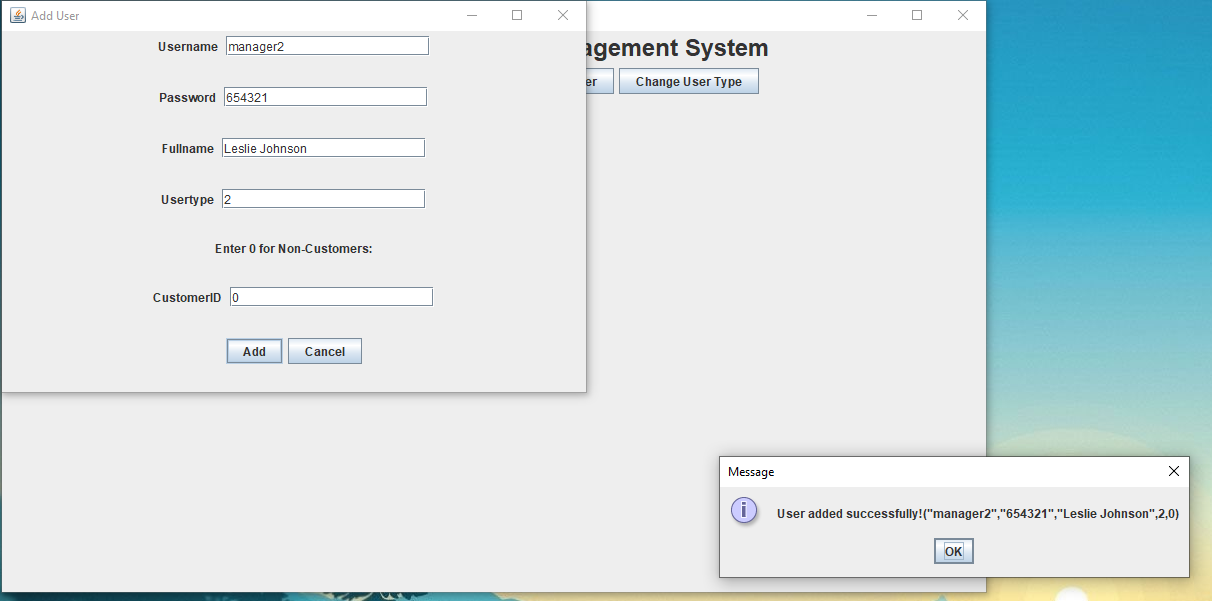 Add User
Username manager2
Password 654321
Fullname Leslie Johnson
Usertype 2
Enter 0 for Non-Customers:
CustomerID 0
Add Cancel
agement System
er Change User Type
Message
User added successfully!("manager2","654321","Leslie Johnson",2,0)
OK